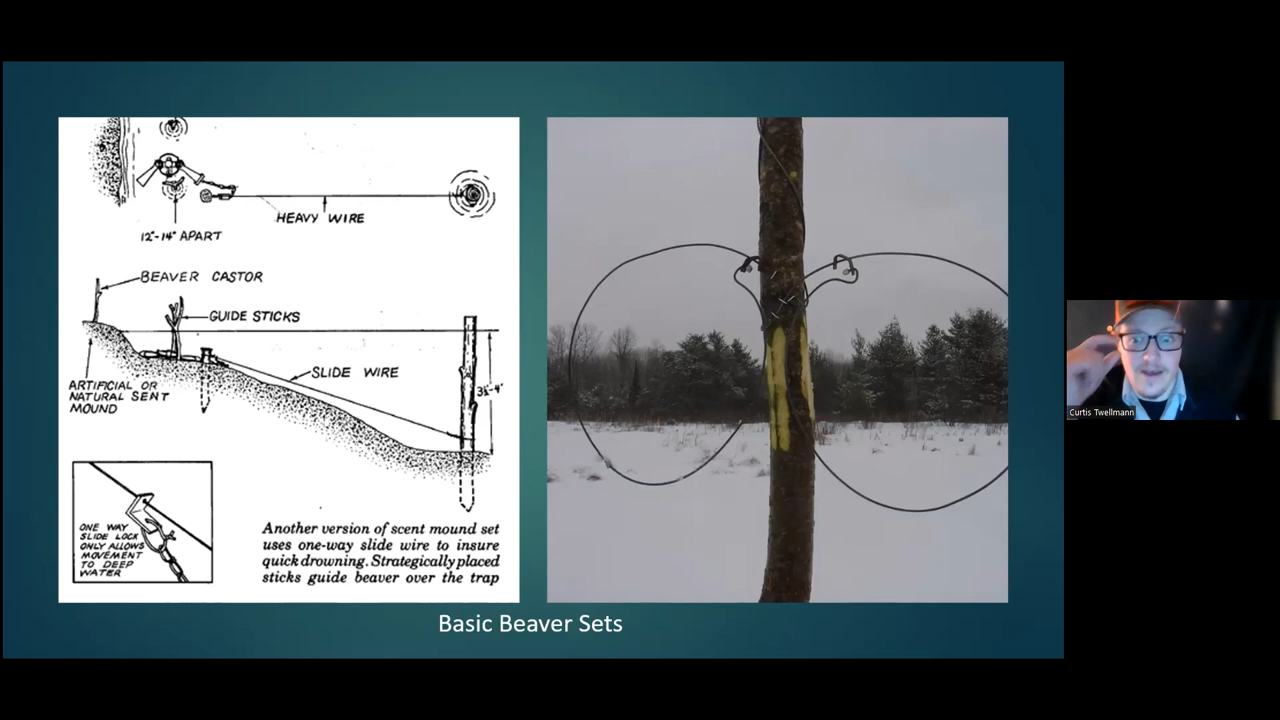 HEAVY WIRE
12"-14" APART
BEAVER CASTOR
GUIDE STICKS
SLIDE WIRE
3½-4'
ARTIFICIAL OR
NATURAL SENT
MOUND
ONE WAY
SLIDE LOCK
ONLY ALLOWS
MOVEMENT
TO DEEP
WATER
Another version of scent mound set
uses one-way slide wire to insure
quick drowning. Strategically placed
sticks guide beaver over the trap
Basic Beaver Sets
Curtis Twellmann